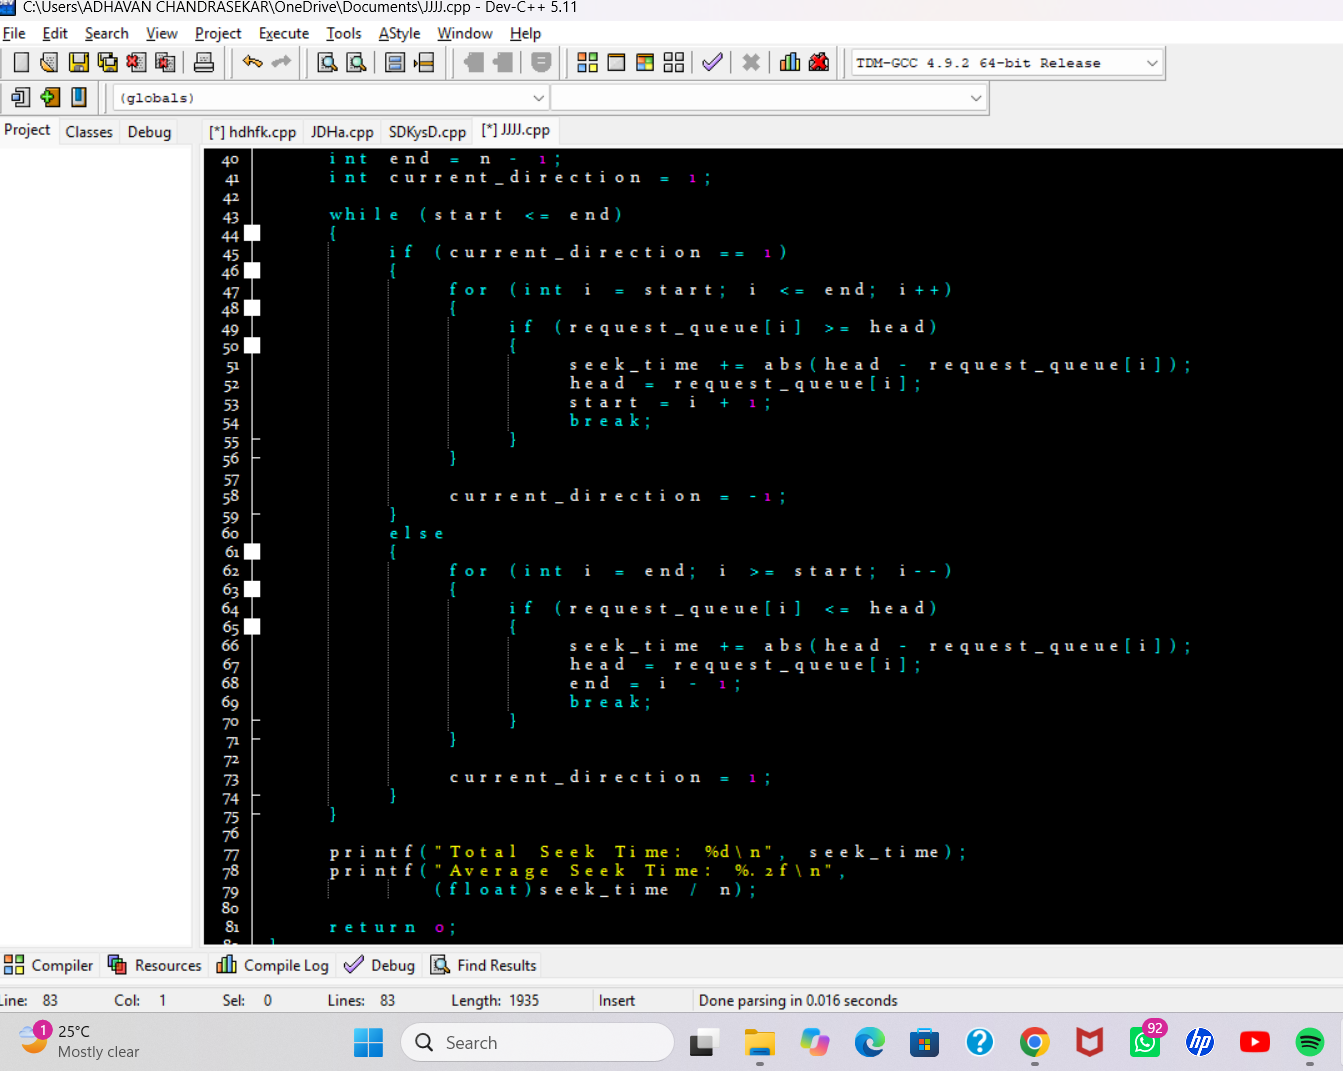 C:\Users\ADHAVAN CHANDRASEKAR\OneDrive\Documents\JJJJ.cpp - Dev-C++ 5.11
File Edit Search View Project Execute Tools AStyle Window Help
TDM-GCC 4.9.2 64-bit Release
(globals)
Project Classes Debug [*] hdhfk.cpp JDHa.cpp SDKysD.cpp [*] JJJJ.cpp
40 int end = n - 1;
41 int current_direction = 1;
42
43 while (start <= end)
44 {
45 if (current_direction == 1)
46 {
47 for (int i = start; i <= end; i++)
48 {
49 if (request_queue[i] >= head)
50 {
51 seek_time += abs(head - request_queue[i]);
52 head = request_queue[i];
53 start = i + 1;
54 break;
55 }
56 }
57
58 current_direction = -1;
59 }
60 else
61 {
62 for (int i = end; i >= start; i--)
63 {
64 if (request_queue[i] <= head)
65 {
66 seek_time += abs(head - request_queue[i]);
67 head = request_queue[i];
68 end = i - 1;
69 break;
70 }
71 }
72
73 current_direction = 1;
74 }
75 }
76
77 printf("Total Seek Time: %d\n", seek_time);
78 printf("Average Seek Time: %.2f\n",
79 (float)seek_time / n);
80
81 return 0;
Compiler Resources Compile Log Debug Find Results
Line: 83 Col: 1 Sel: 0 Lines: 83 Length: 1935 Insert Done parsing in 0.016 seconds
1 25°C
Mostly clear
Search
92
hp